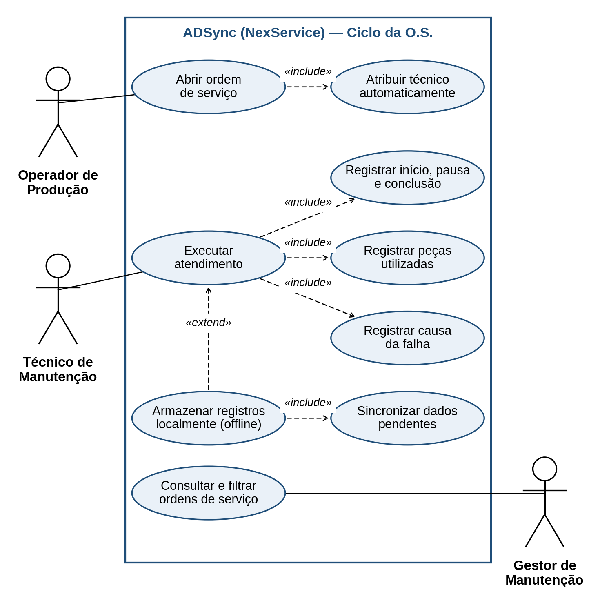 ADSync (NexService) — Ciclo da O.S.
Abrir ordem
de serviço
«include»
Atribuir técnico
automaticamente
Operador de
Produção
Registrar início, pausa
e conclusão
«include»
Executar
atendimento
«include»
Registrar peças
utilizadas
«include»
Técnico de
Manutenção
Registrar causa
da falha
«extend»
Armazenar registros
localmente (offline)
«include»
Sincronizar dados
pendentes
Consultar e filtrar
ordens de serviço
Gestor de
Manutenção